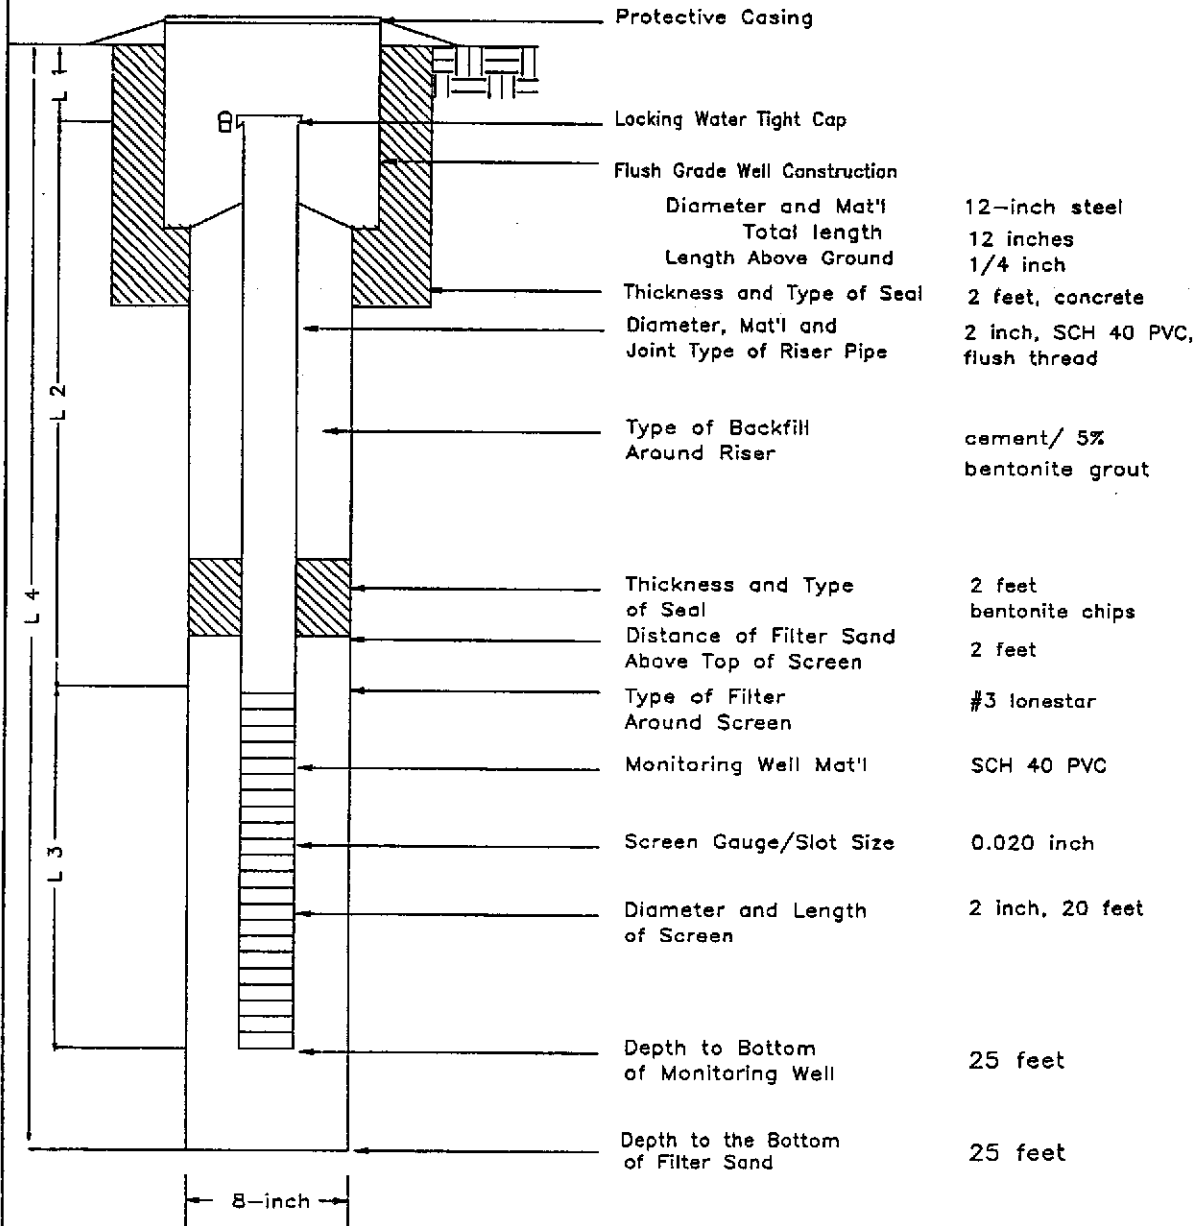 Protective Casing
L 1
Locking Water Tight Cap
Flush Grade Well Construction
Diameter and Mat'l 12-inch steel
Total length 12 inches
Length Above Ground 1/4 inch
Thickness and Type of Seal 2 feet, concrete
Diameter, Mat'l and 2 inch, SCH 40 PVC,
Joint Type of Riser Pipe flush thread
L 2
Type of Backfill cement/ 5%
Around Riser bentonite grout
L 4
Thickness and Type 2 feet
of Seal bentonite chips
Distance of Filter Sand
Above Top of Screen 2 feet
Type of Filter #3 lonestar
Around Screen
Monitoring Well Mat'l SCH 40 PVC
L 3
Screen Gauge/Slot Size 0.020 inch
Diameter and Length 2 inch, 20 feet
of Screen
Depth to Bottom 25 feet
of Monitoring Well
Depth to the Bottom 25 feet
of Filter Sand
8-inch